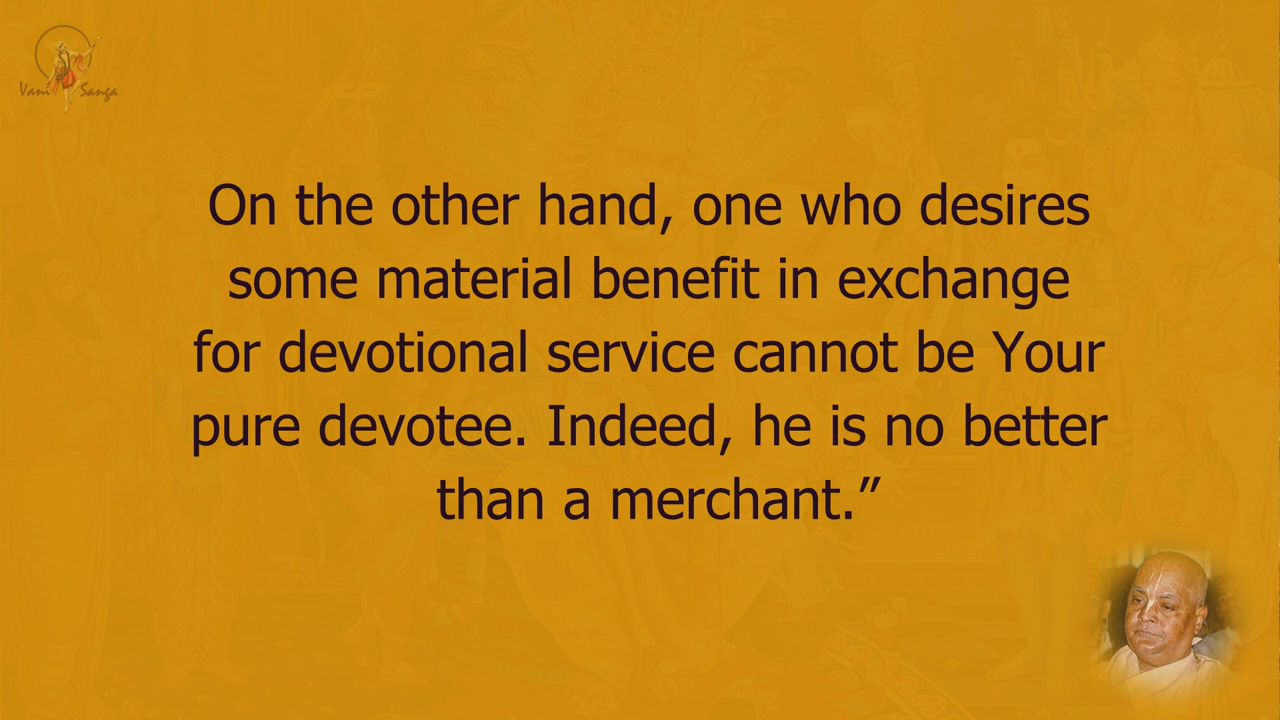 Vani Sanga
On the other hand, one who desires
some material benefit in exchange
for devotional service cannot be Your
pure devotee. Indeed, he is no better
than a merchant.”